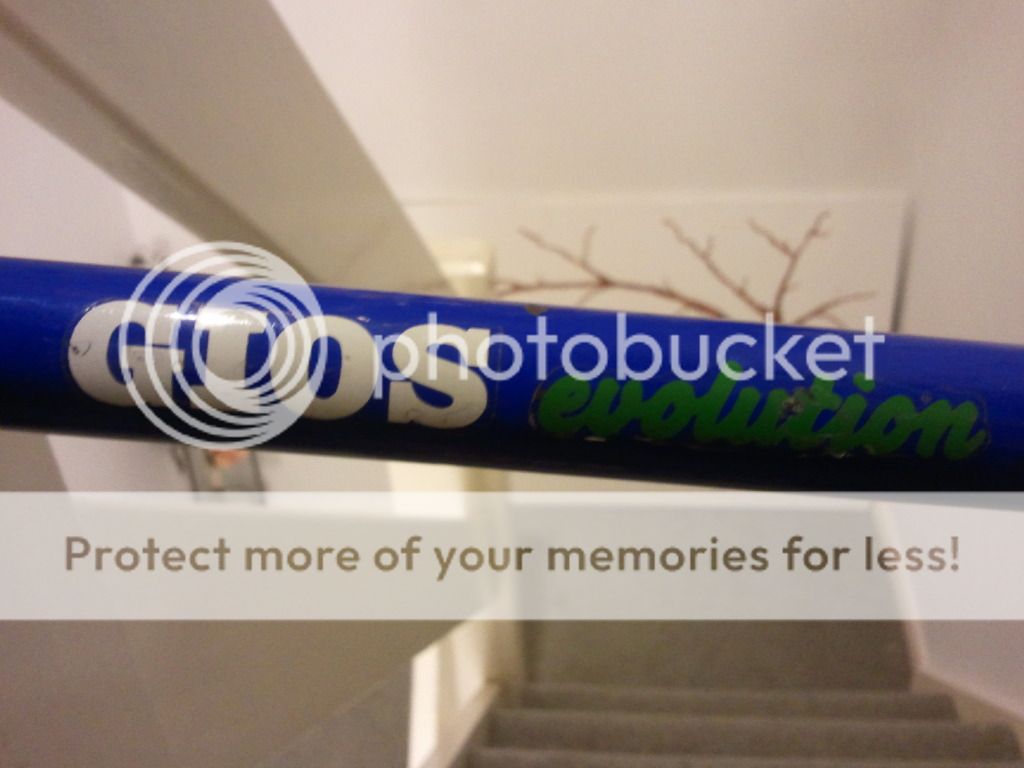 GIOS evolution
photobucket
Protect more of your memories for less!